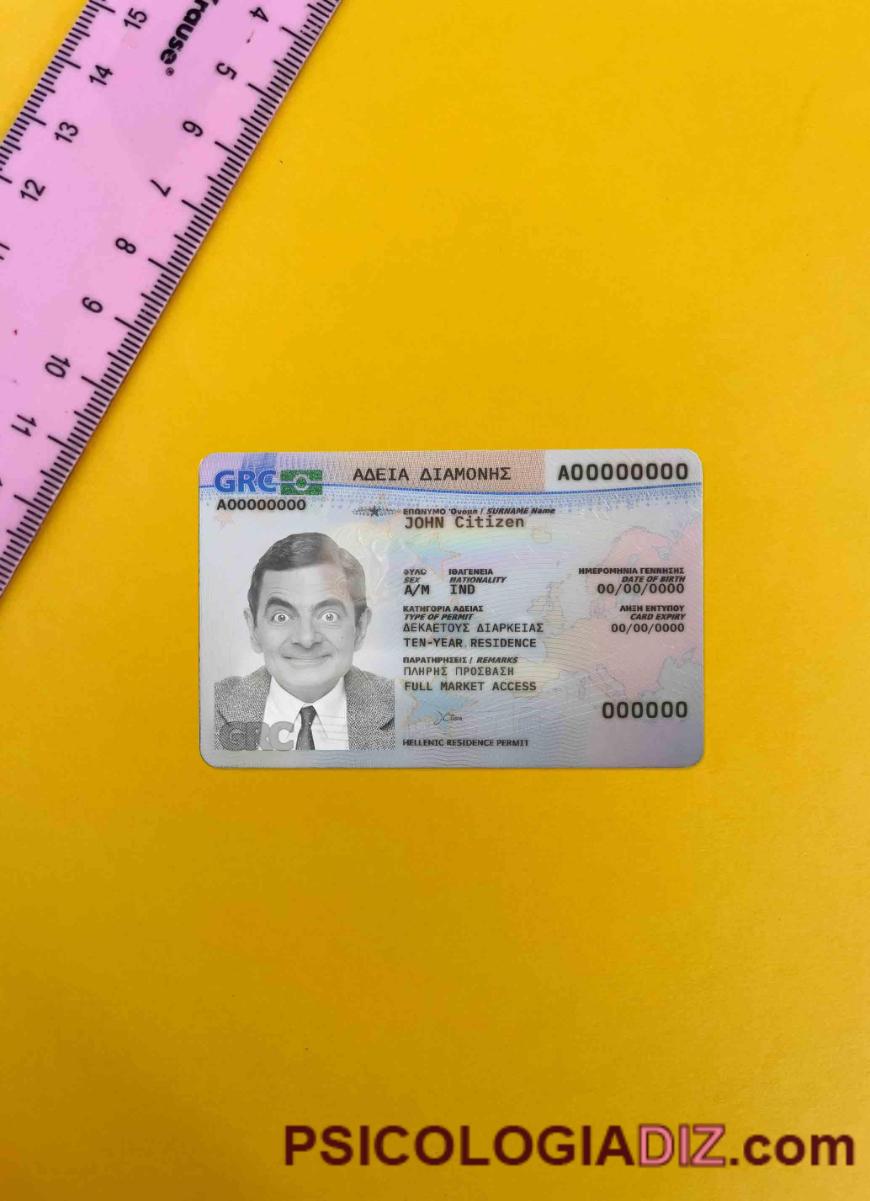 15
14
13
12
Krause®
4
5
6
7
8
9
10
11
GRC
ΑΔΕΙΑ ΔΙΑΜΟΝΗΣ
A00000000
A00000000
ΕΠΩΝΥΜΟ Όνομα / SURNAME Name
JOHN Citizen
ΦΥΛΟ ΙΘΑΓΕΝΕΙΑ ΗΜΕΡΟΜΗΝΙΑ ΓΕΝΝΗΣΗΣ
SEX NATIONALITY DATE OF BIRTH
A/M IND 00/00/0000
ΚΑΤΗΓΟΡΙΑ ΑΔΕΙΑΣ ΛΗΞΗ ΕΝΤΥΠΟΥ
TYPE OF PERMIT CARD EXPIRY
ΔΕΚΑΕΤΟΥΣ ΔΙΑΡΚΕΙΑΣ 00/00/0000
TEN-YEAR RESIDENCE
ΠΑΡΑΤΗΡΗΣΕΙΣ / REMARKS
ΠΛΗΡΗΣ ΠΡΟΣΒΑΣΗ
FULL MARKET ACCESS
000000
GRC
HELLENIC RESIDENCE PERMIT
PSICOLOGIADIZ.com